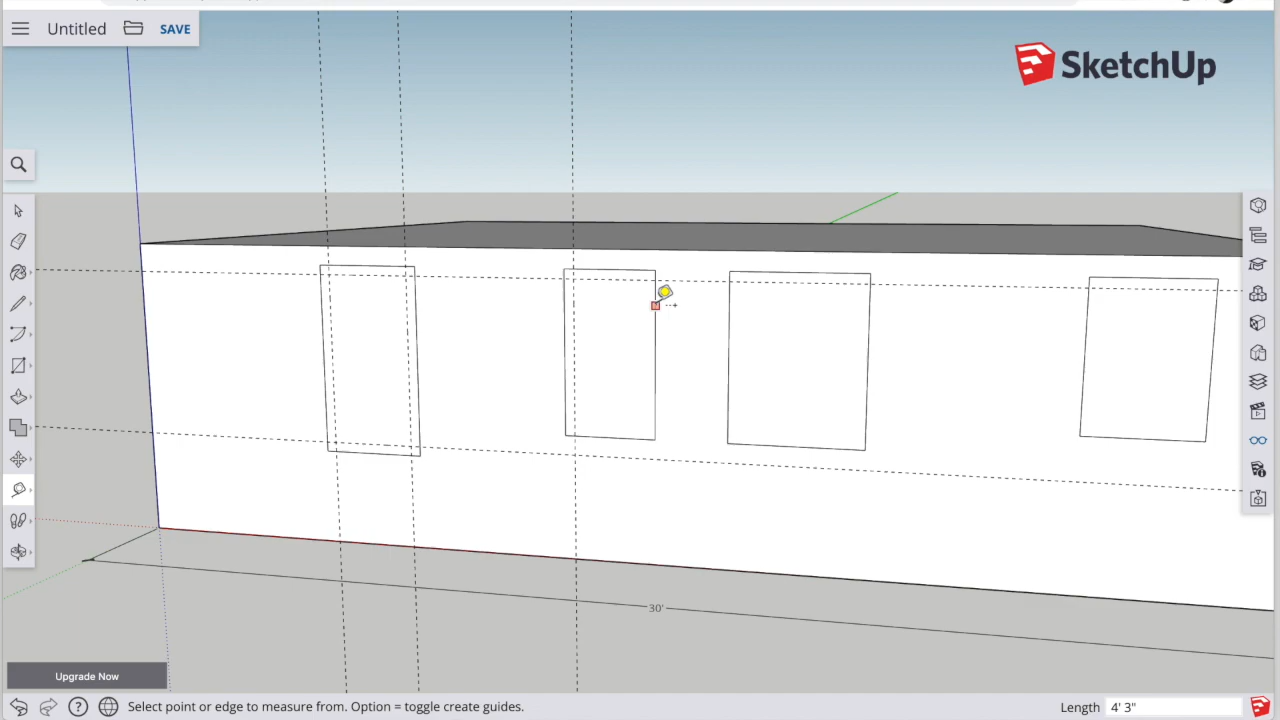 Untitled
SAVE
SketchUp
30'
Upgrade Now
Select point or edge to measure from. Option = toggle create guides.
Length 4' 3"